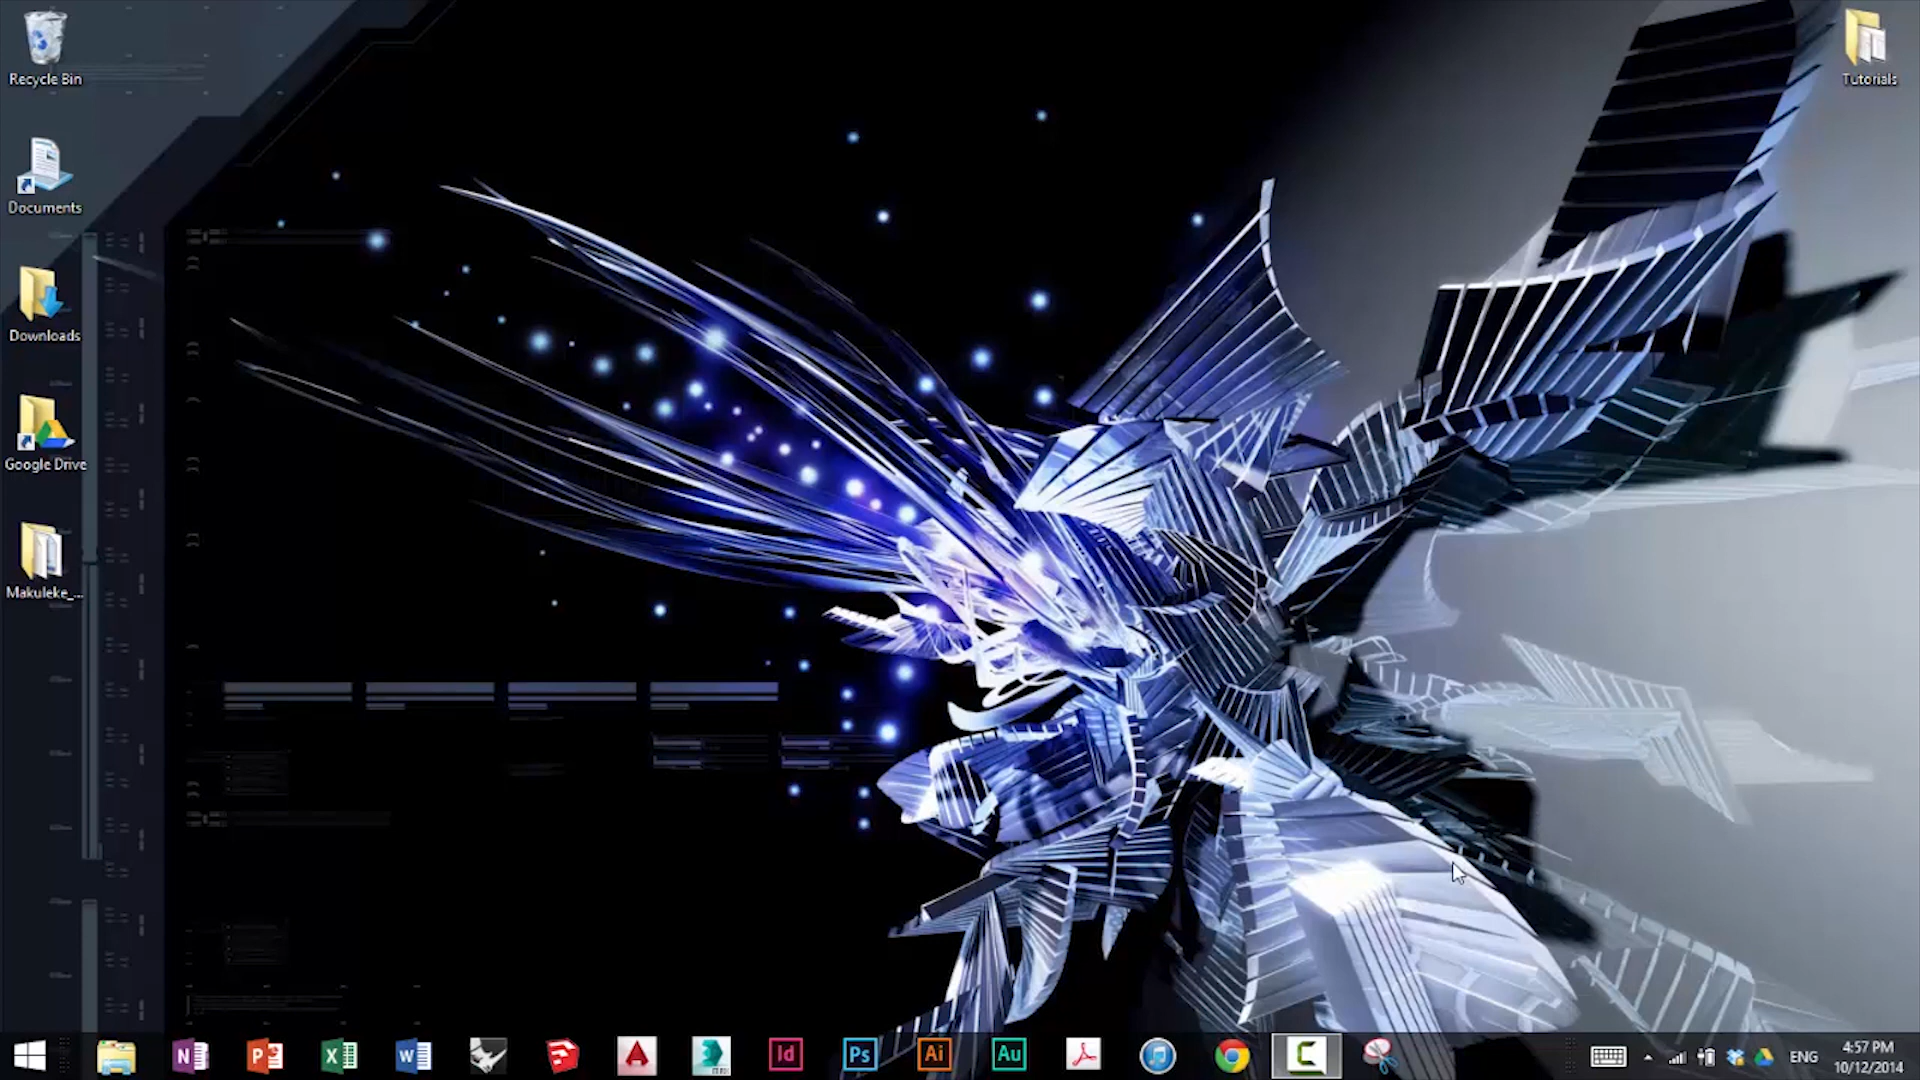 Recycle Bin
Tutorials
Documents
Downloads
Google Drive
Makuleke_...
N
P
X
W
max
Id
Ps
Ai
Au
ENG
4:57 PM
10/12/2014